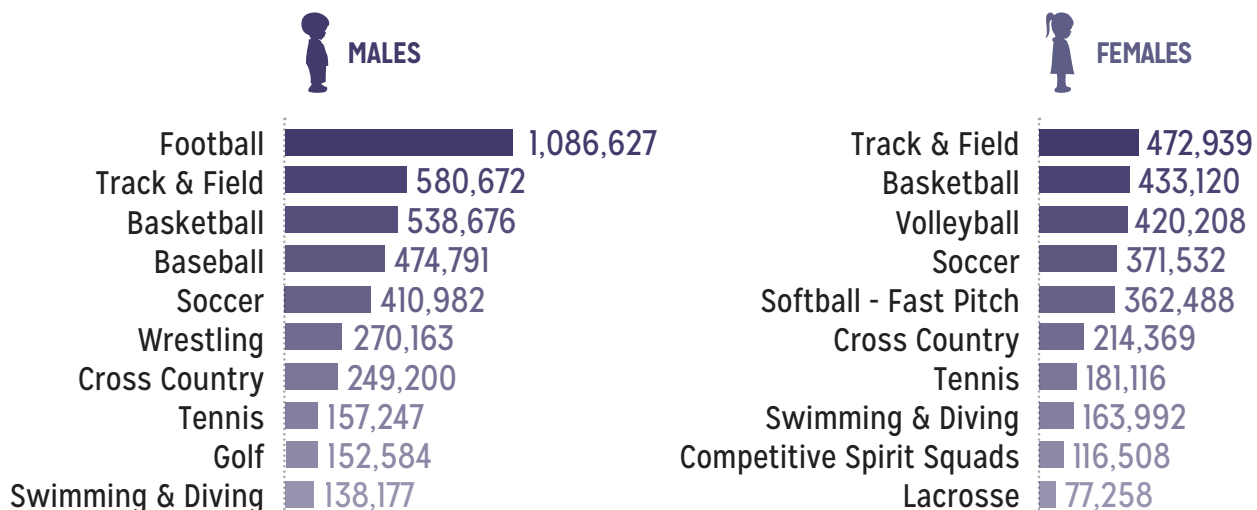 MALES
Football 1,086,627
Track & Field 580,672
Basketball 538,676
Baseball 474,791
Soccer 410,982
Wrestling 270,163
Cross Country 249,200
Tennis 157,247
Golf 152,584
Swimming & Diving 138,177
FEMALES
Track & Field 472,939
Basketball 433,120
Volleyball 420,208
Soccer 371,532
Softball - Fast Pitch 362,488
Cross Country 214,369
Tennis 181,116
Swimming & Diving 163,992
Competitive Spirit Squads 116,508
Lacrosse 77,258